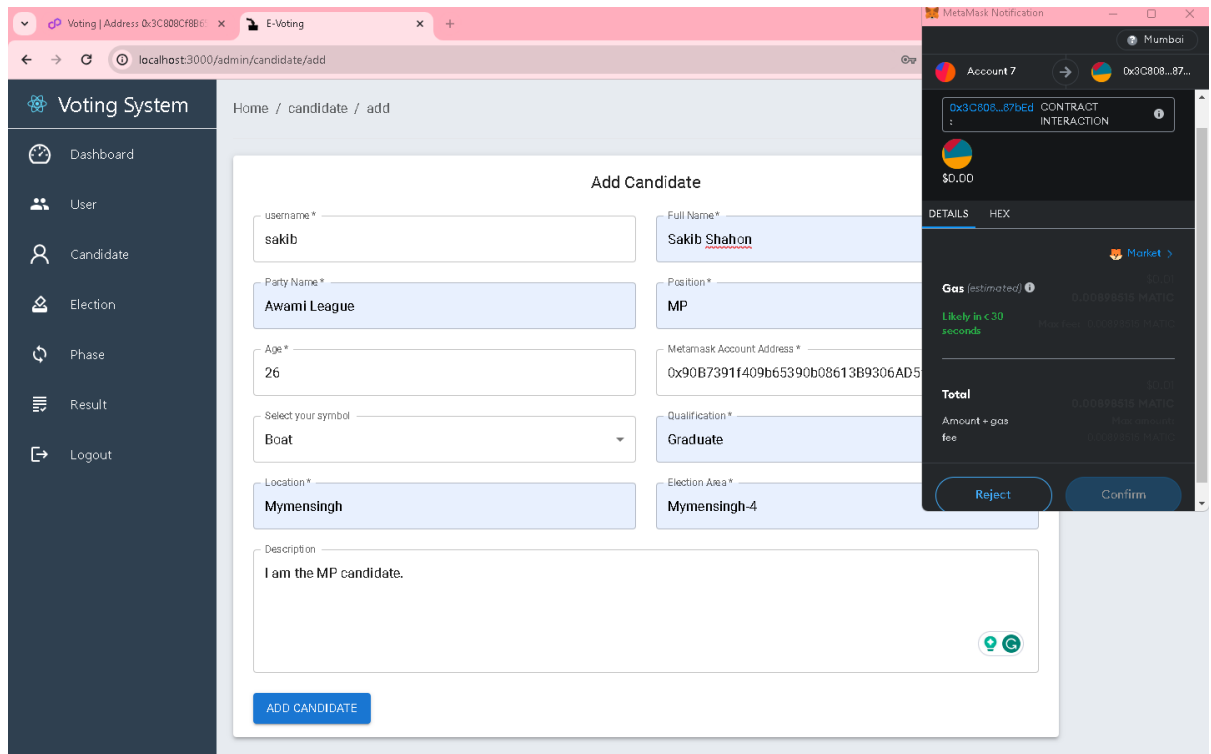 Voting | Address 0x3C808Cf8B6
E-Voting
localhost:3000/admin/candidate/add
Voting System
Dashboard
User
Candidate
Election
Phase
Result
Logout
Home / candidate / add
Add Candidate
username *
sakib
Full Name *
Sakib Shahon
Party Name *
Awami League
Position *
MP
Age *
26
Metamask Account Address *
0x90B7391f409b65390b08613B9306AD5
Select your symbol
Boat
Qualification *
Graduate
Location *
Mymensingh
Election Area *
Mymensingh-4
Description
I am the MP candidate.
ADD CANDIDATE
MetaMask Notification
Mumbai
Account 7
0x3C808...87...
0x3C808...87bEd CONTRACT
: INTERACTION
$0.00
DETAILS HEX
Market >
Gas (estimated)
Likely in < 30
seconds
Total
Amount + gas
fee
Reject
Confirm